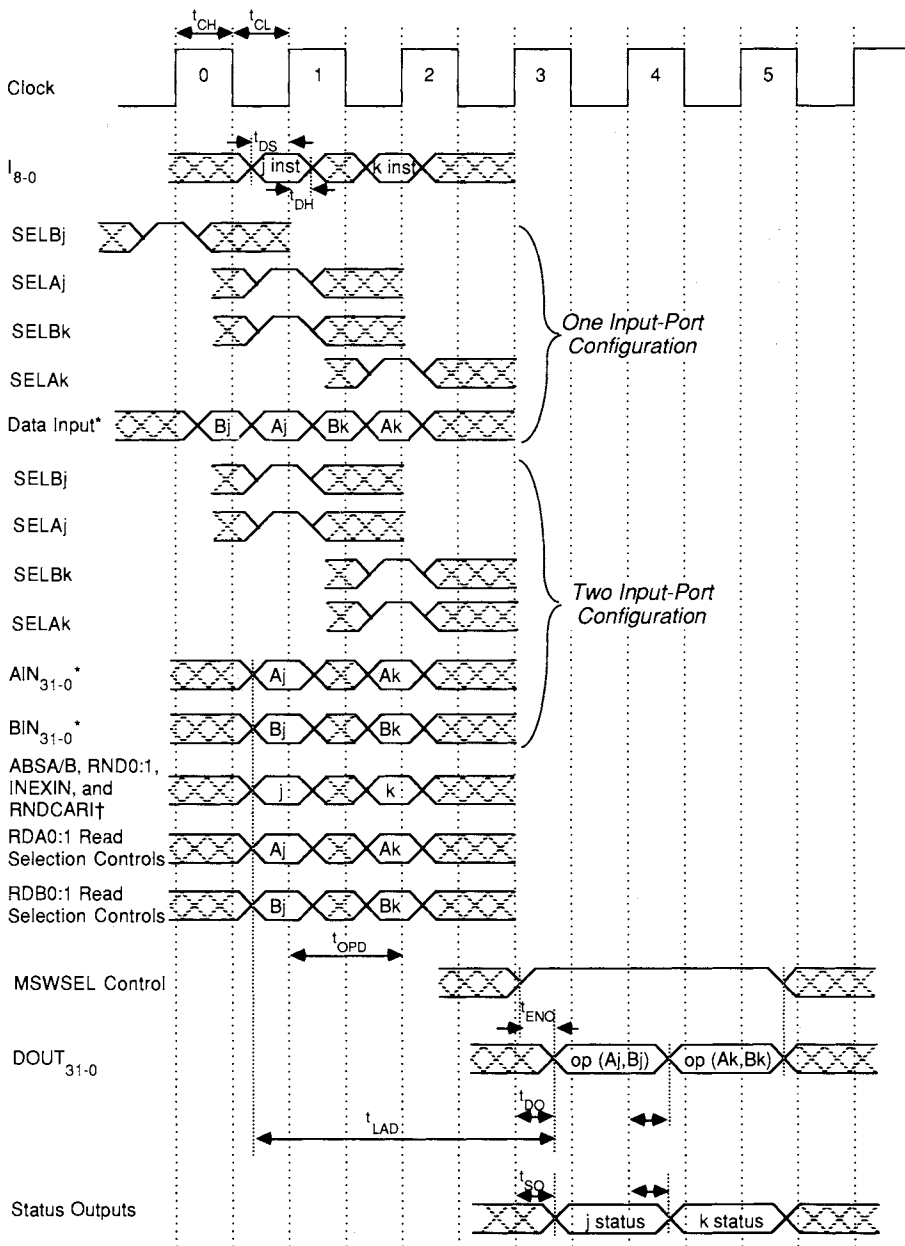 tCH tCL
Clock 0 1 2 3 4 5
tDS
I8-0 j inst k inst
tDH
SELBj
SELAj
SELBk
One Input-Port
Configuration
SELAk
Data Input* Bj Aj Bk Ak
SELBj
SELAj
SELBk
Two Input-Port
Configuration
SELAk
AIN31-0* Aj Ak
BIN31-0* Bj Bk
ABSA/B, RND0:1,
INEXIN, and j k
RNDCARI†
RDA0:1 Read
Selection Controls Aj Ak
RDB0:1 Read
Selection Controls Bj Bk
tOPD
MSWSEL Control
tENO
DOUT31-0 op (Aj,Bj) op (Ak,Bk)
tDO
tLAD
tSO
Status Outputs j status k status